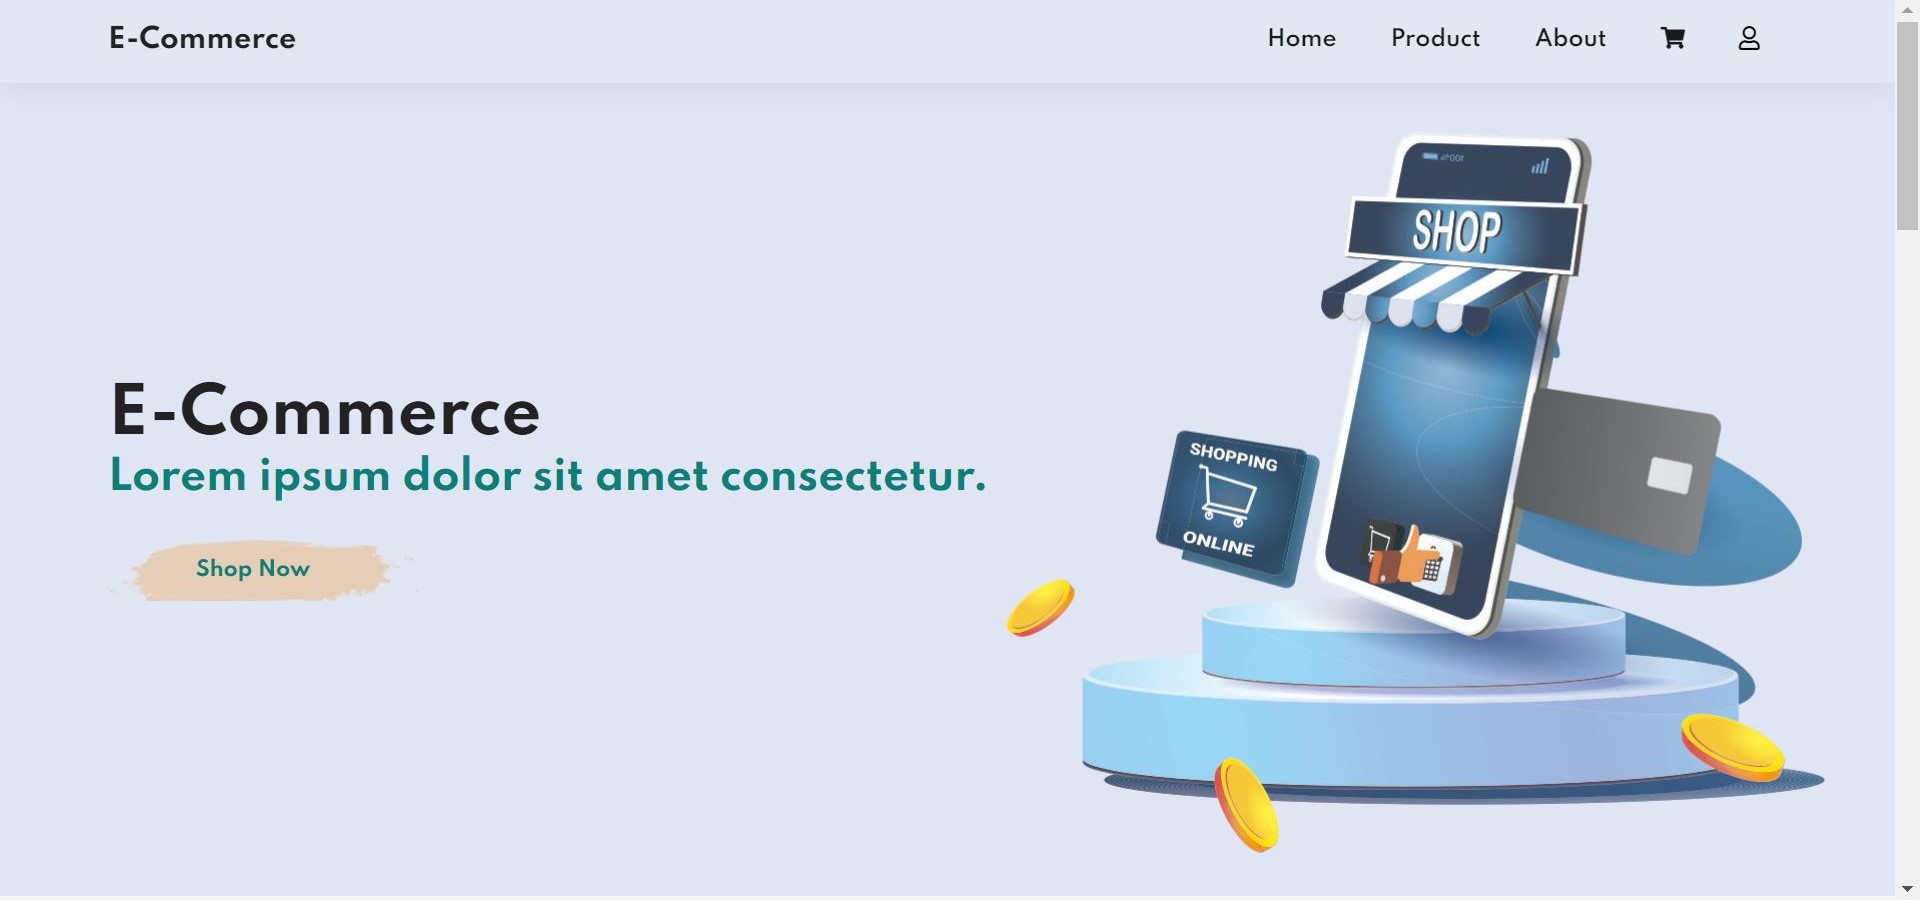 E-Commerce
Home Product About
SHOP
E-Commerce
Lorem ipsum dolor sit amet consectetur.
Shop Now
SHOPPING
ONLINE